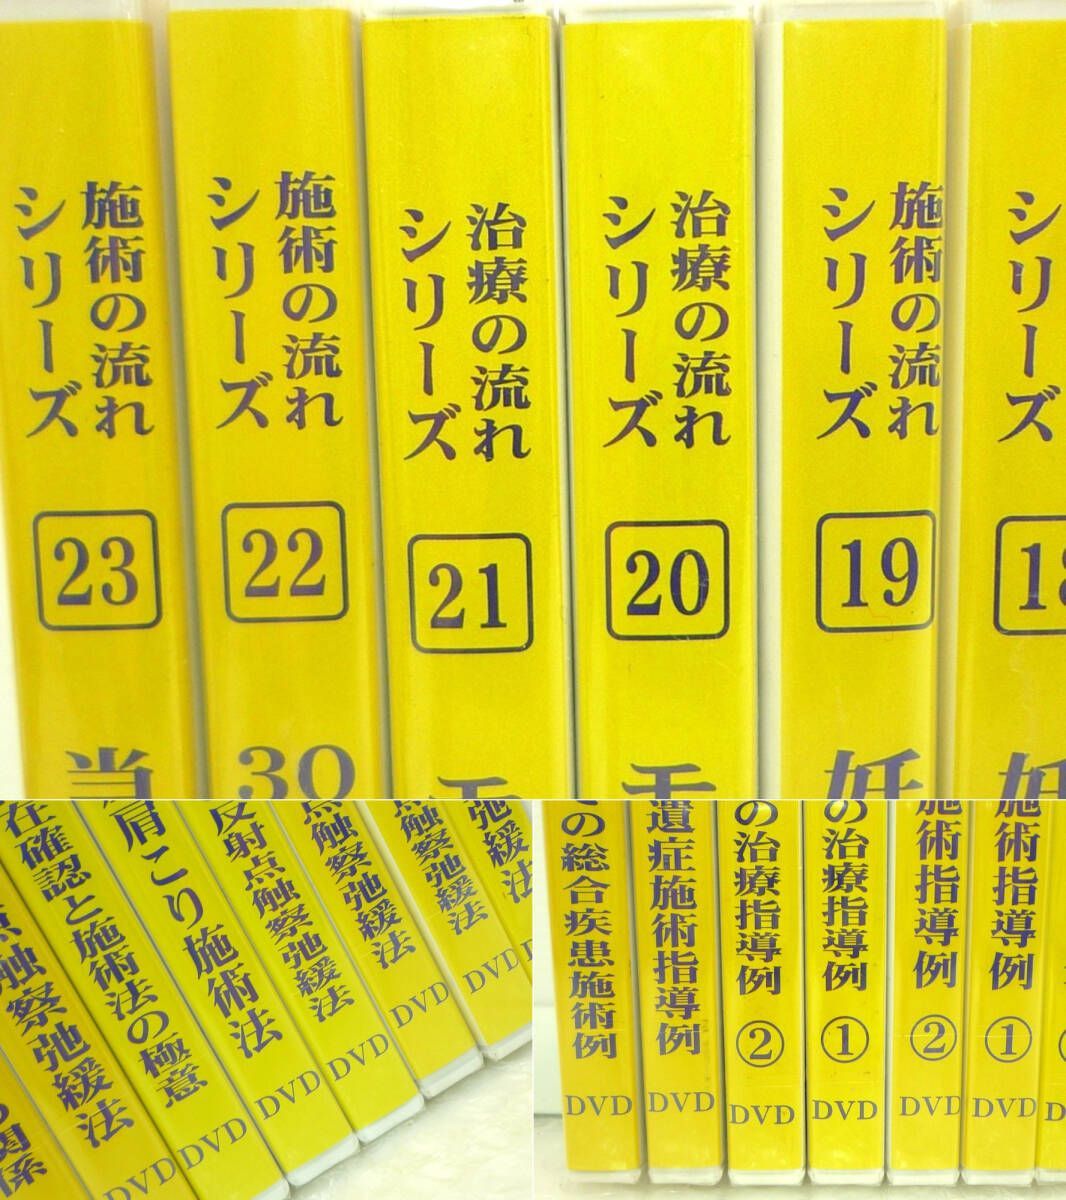 施術の流れ
シリーズ
23
当
施術の流れ
シリーズ
22
30
治療の流れ
シリーズ
21
治療の流れ
シリーズ
20
施術の流れ
シリーズ
19
妊
シリーズ
18
関係
触察弛緩法
DVD
在確認と施術法の極意
DVD
肩こり施術法
DVD
反射点触察弛緩法
DVD
点触察弛緩法
DVD
点触察弛緩法
DVD
弛緩法
の総合疾患施術例
DVD
遺症施術指導例
DVD
の治療指導例
②
DVD
の治療指導例
①
DVD
施術指導例
②
DVD
施術指導例
①
DVD